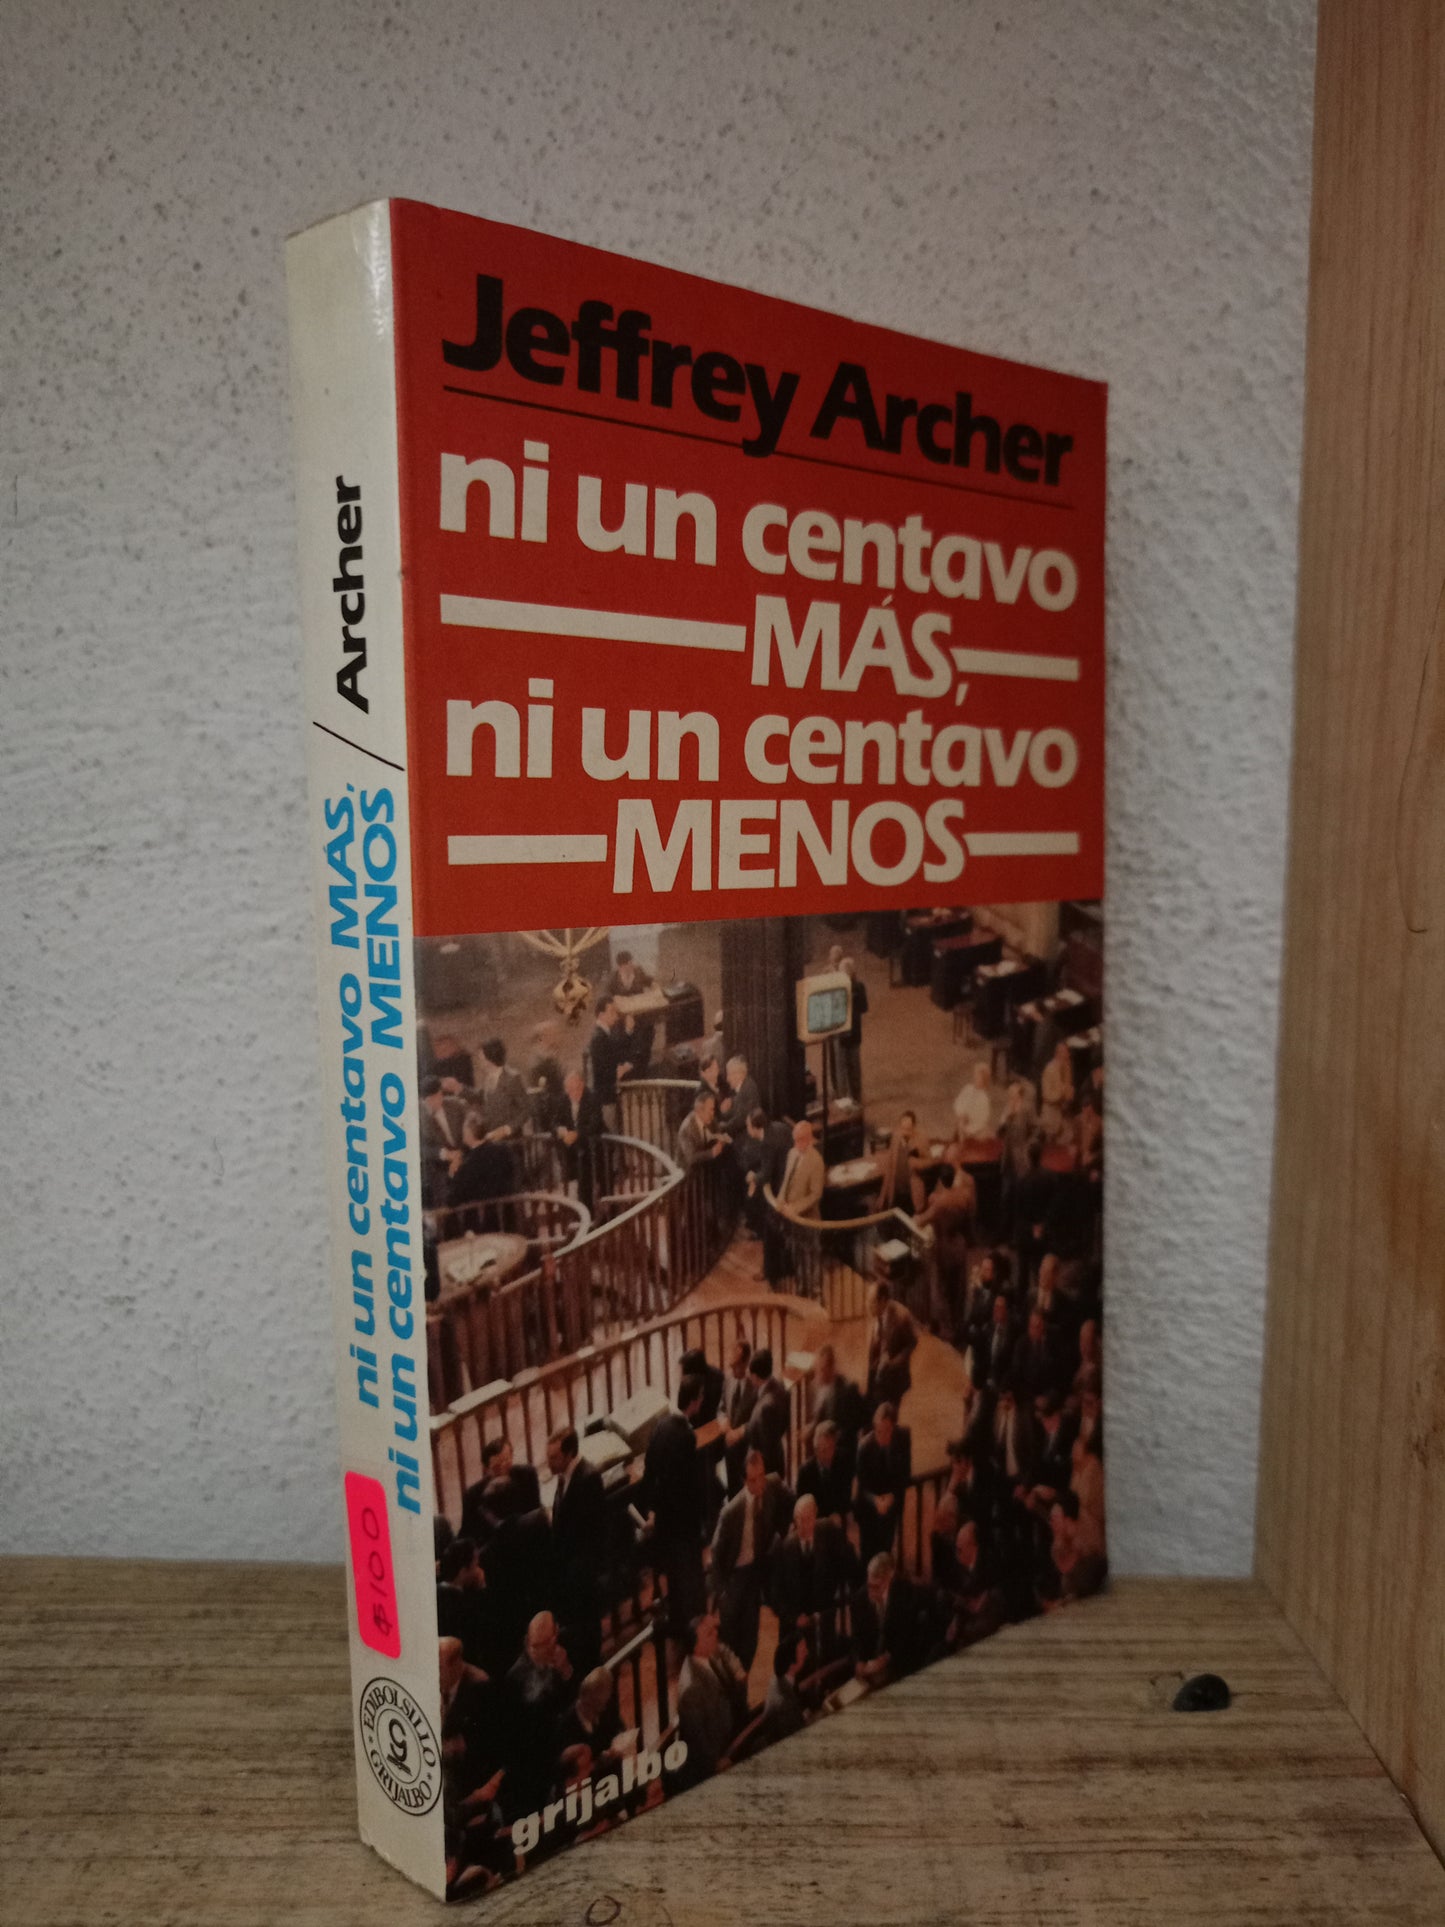 Jeffrey Archer
ni un centavo
MÁS,
ni un centavo
MENOS
grijalbo
ni un centavo MÁS,
ni un centavo MENOS
/ Archer
$100
EDIBOLSILLO
GRIJALBO